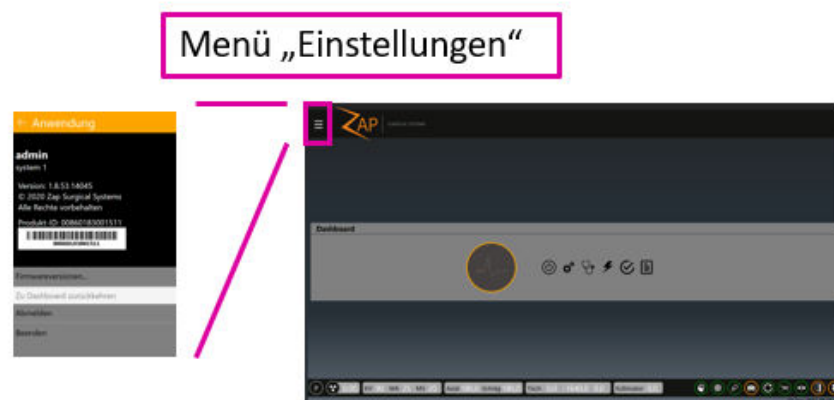 Menü „Einstellungen“
← Anwendung
admin
system 1
Version: 1.8.53.14045
© 2020 Zap Surgical Systems
Alle Rechte vorbehalten
Produkt-ID: 00860183001511
Firmwareversionen...
Zu Dashboard zurückkehren
Abmelden
Beenden
ZAP
Dashboard